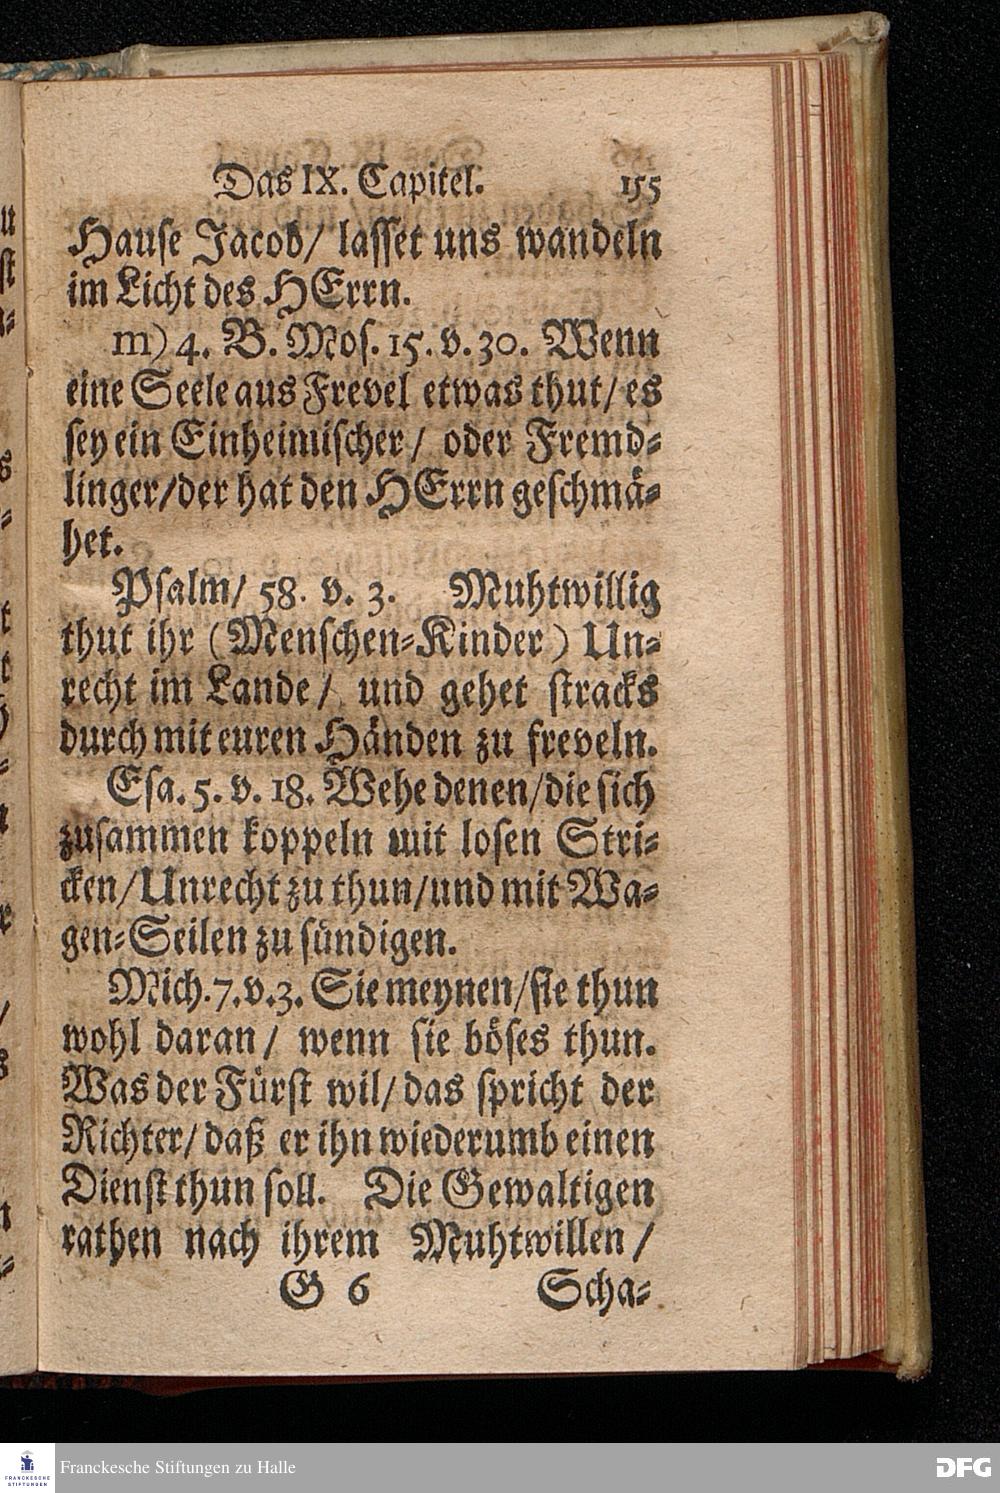 Das IX. Capitel. 155
Hause Jacob/ lasset uns wandeln
im Licht des HErrn.
m) 4. B. Mos. 15. v. 30. Wenn
eine Seele aus Frevel etwas thut/ es
sey ein Einheimischer/ oder Fremd-
linger/der hat den HErrn geschmä-
het.
Psalm/ 58. v. 3. Muhtwillig
thut ihr (Menschen-Kinder) Un-
recht im Lande/ und gehet stracks
durch mit euren Händen zu freveln.
Esa. 5. v. 18. Wehe denen/die sich
zusammen koppeln mit losen Stri-
cken/Unrecht zu thun/und mit Wa-
gen-Seilen zu sündigen.
Mich. 7. v. 3. Sie meynen/sie thun
wohl daran/ wenn sie böses thun.
Was der Fürst wil/ das spricht der
Richter/ daß er ihn wiederumb einen
Dienst thun soll. Die Gewaltigen
rathen nach ihrem Muhtwillen/
G 6 Scha-
FRANCKESCHE STIFTUNGEN
Franckesche Stiftungen zu Halle
DFG